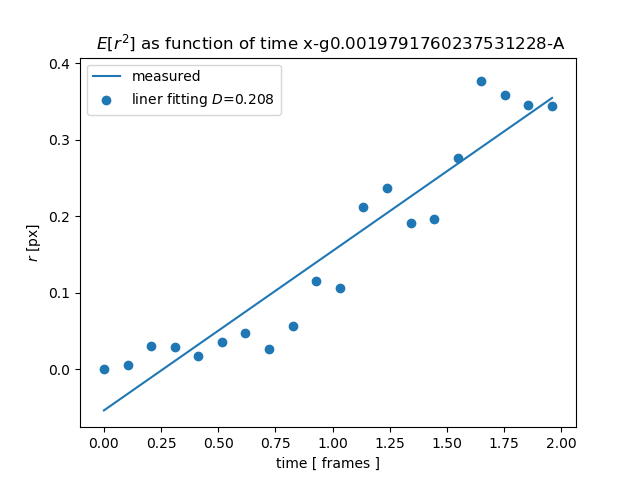 E[r²] as function of time x-g0.0019791760237531228-A
measured
liner fitting D=0.208
r [px]
0.4
0.3
0.2
0.1
0.0
0.00 0.25 0.50 0.75 1.00 1.25 1.50 1.75 2.00
time [ frames ]